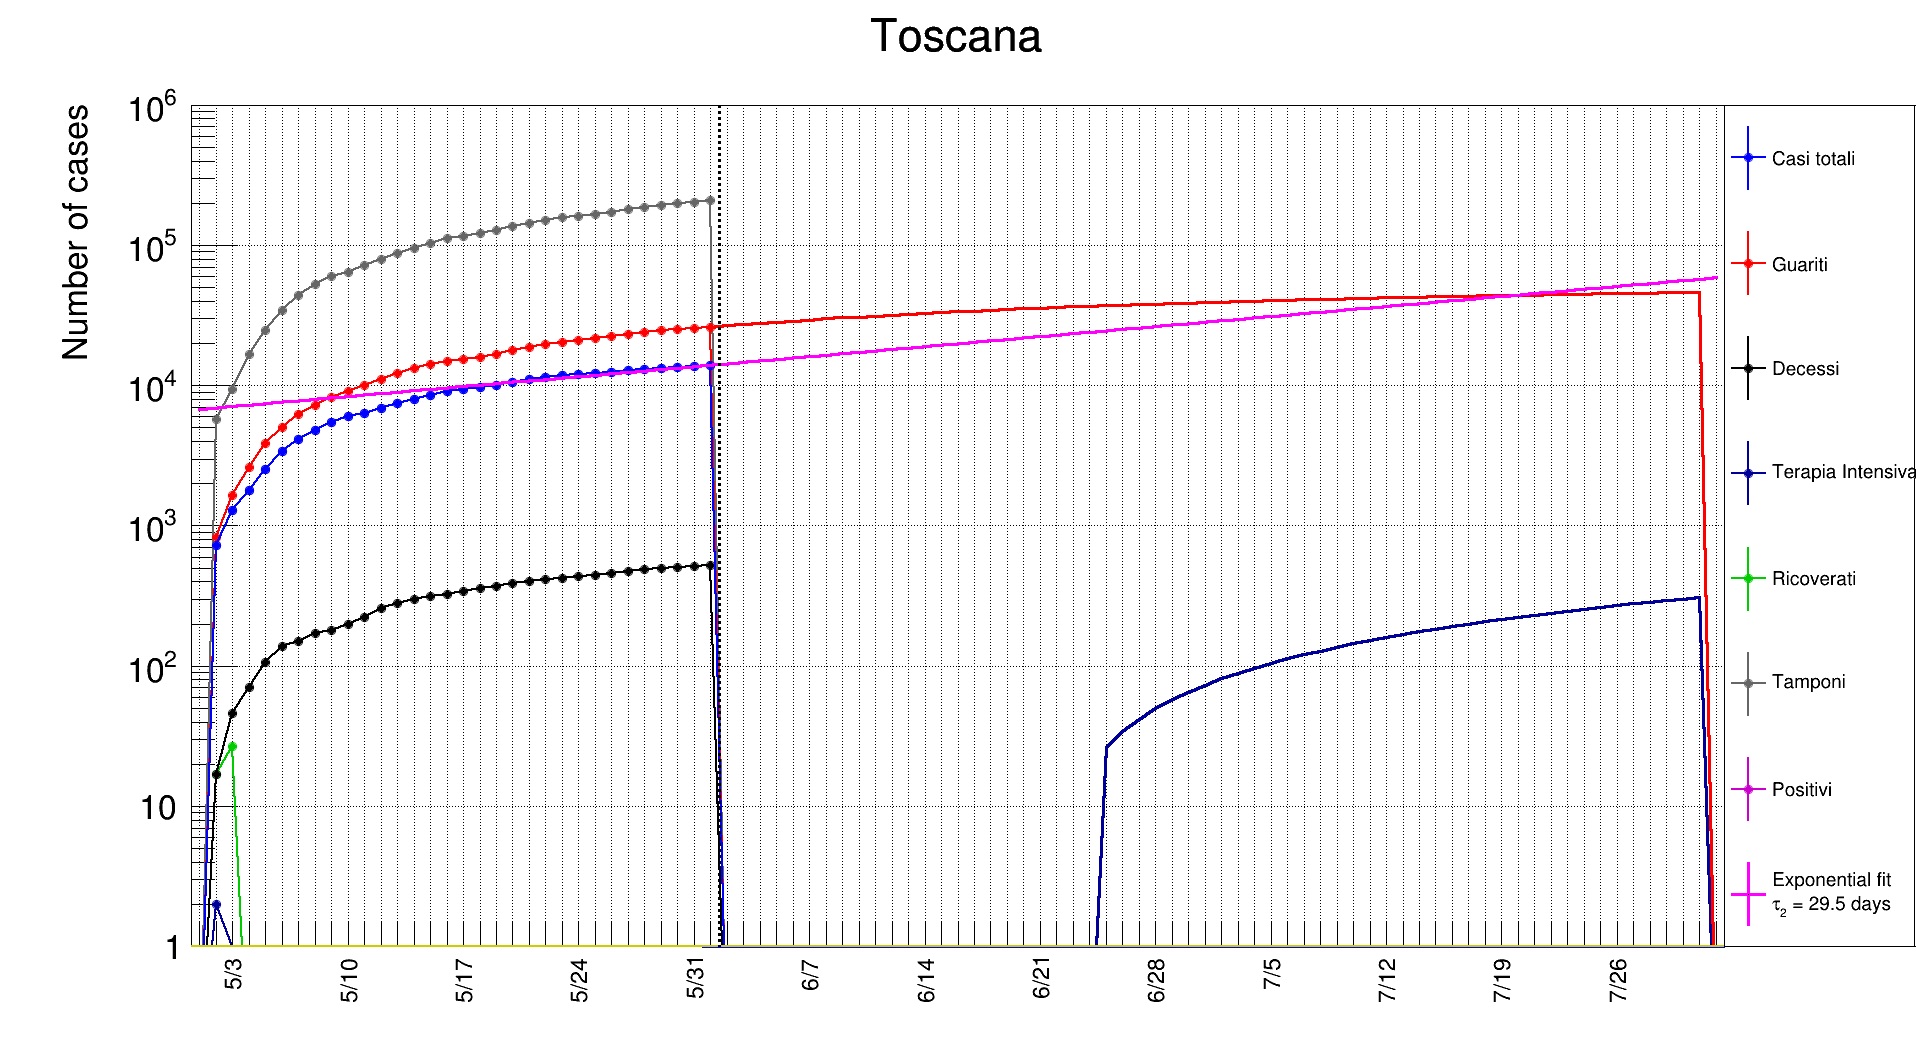 Toscana
Number of cases
10^6
10^5
10^4
10^3
10^2
10
1
5/3
5/10
5/17
5/24
5/31
6/7
6/14
6/21
6/28
7/5
7/12
7/19
7/26
Casi totali
Guariti
Decessi
Terapia Intensiva
Ricoverati
Tamponi
Positivi
Exponential fit
τ_2 = 29.5 days